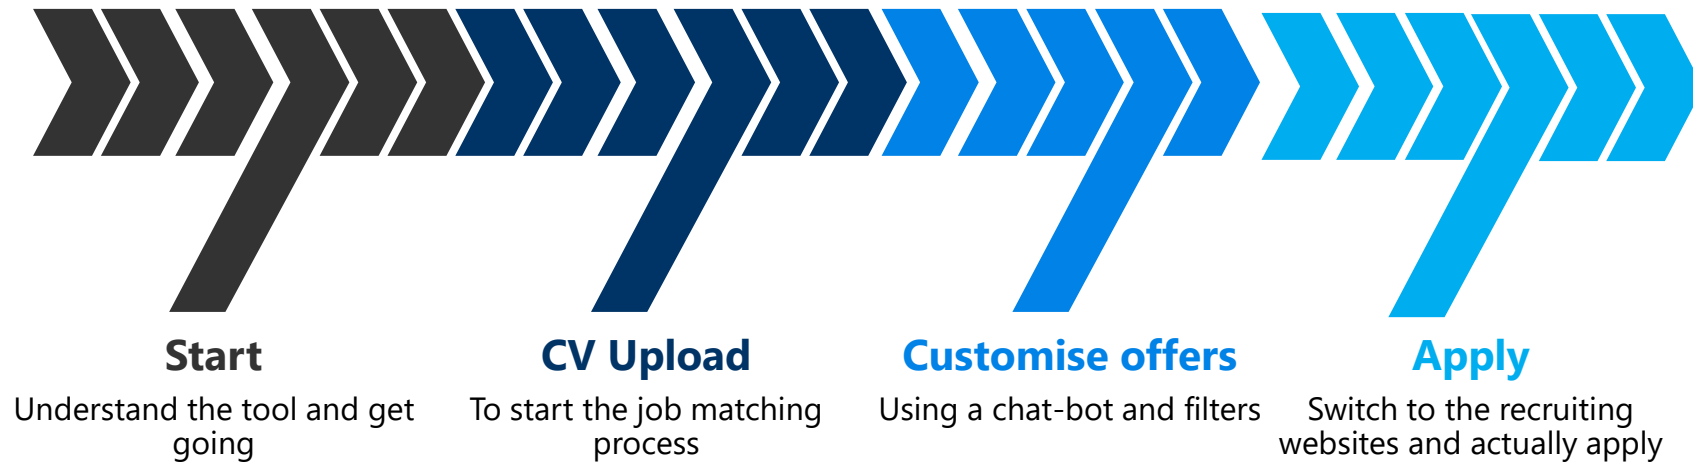 Start
Understand the tool and get
going
CV Upload
To start the job matching
process
Customise offers
Using a chat-bot and filters
Apply
Switch to the recruiting
websites and actually apply